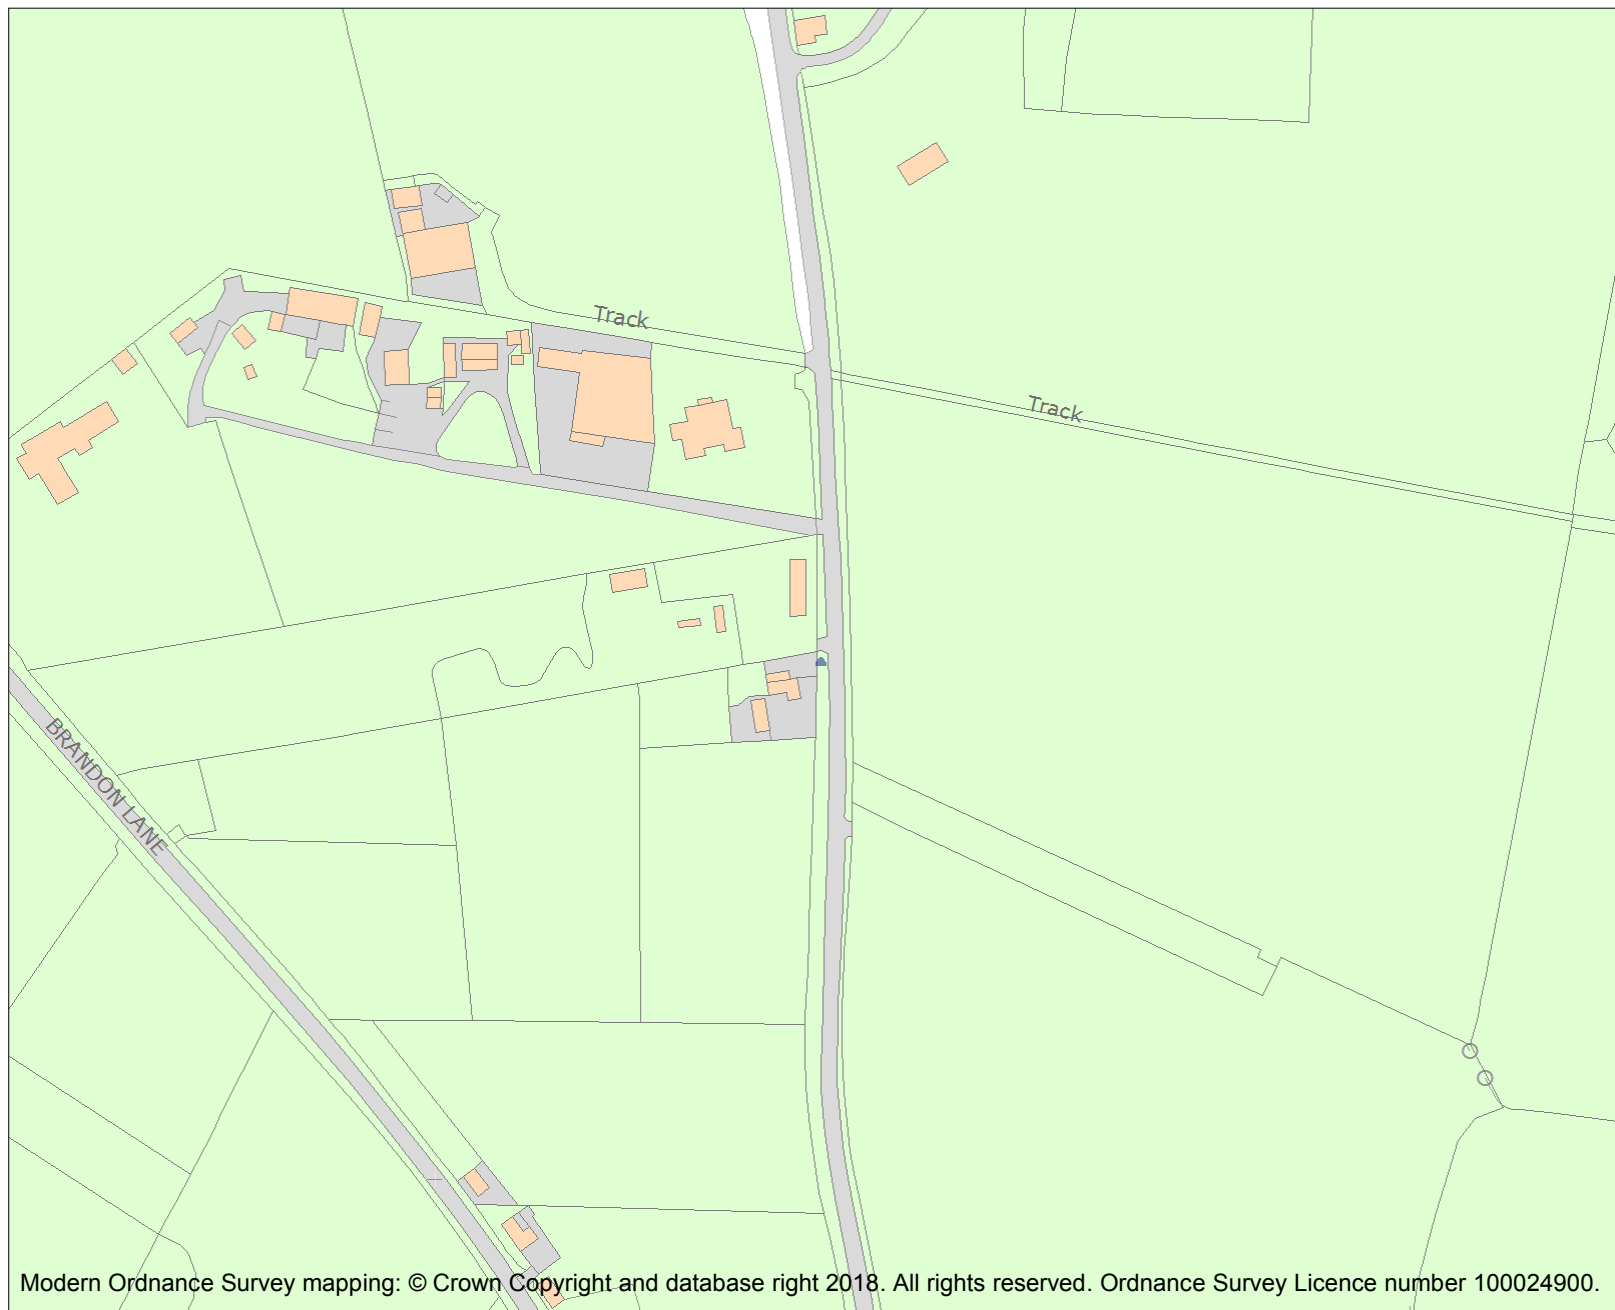 Track
Track
BRANDON LANE
Modern Ordnance Survey mapping: © Crown Copyright and database right 2018. All rights reserved. Ordnance Survey Licence number 100024900.